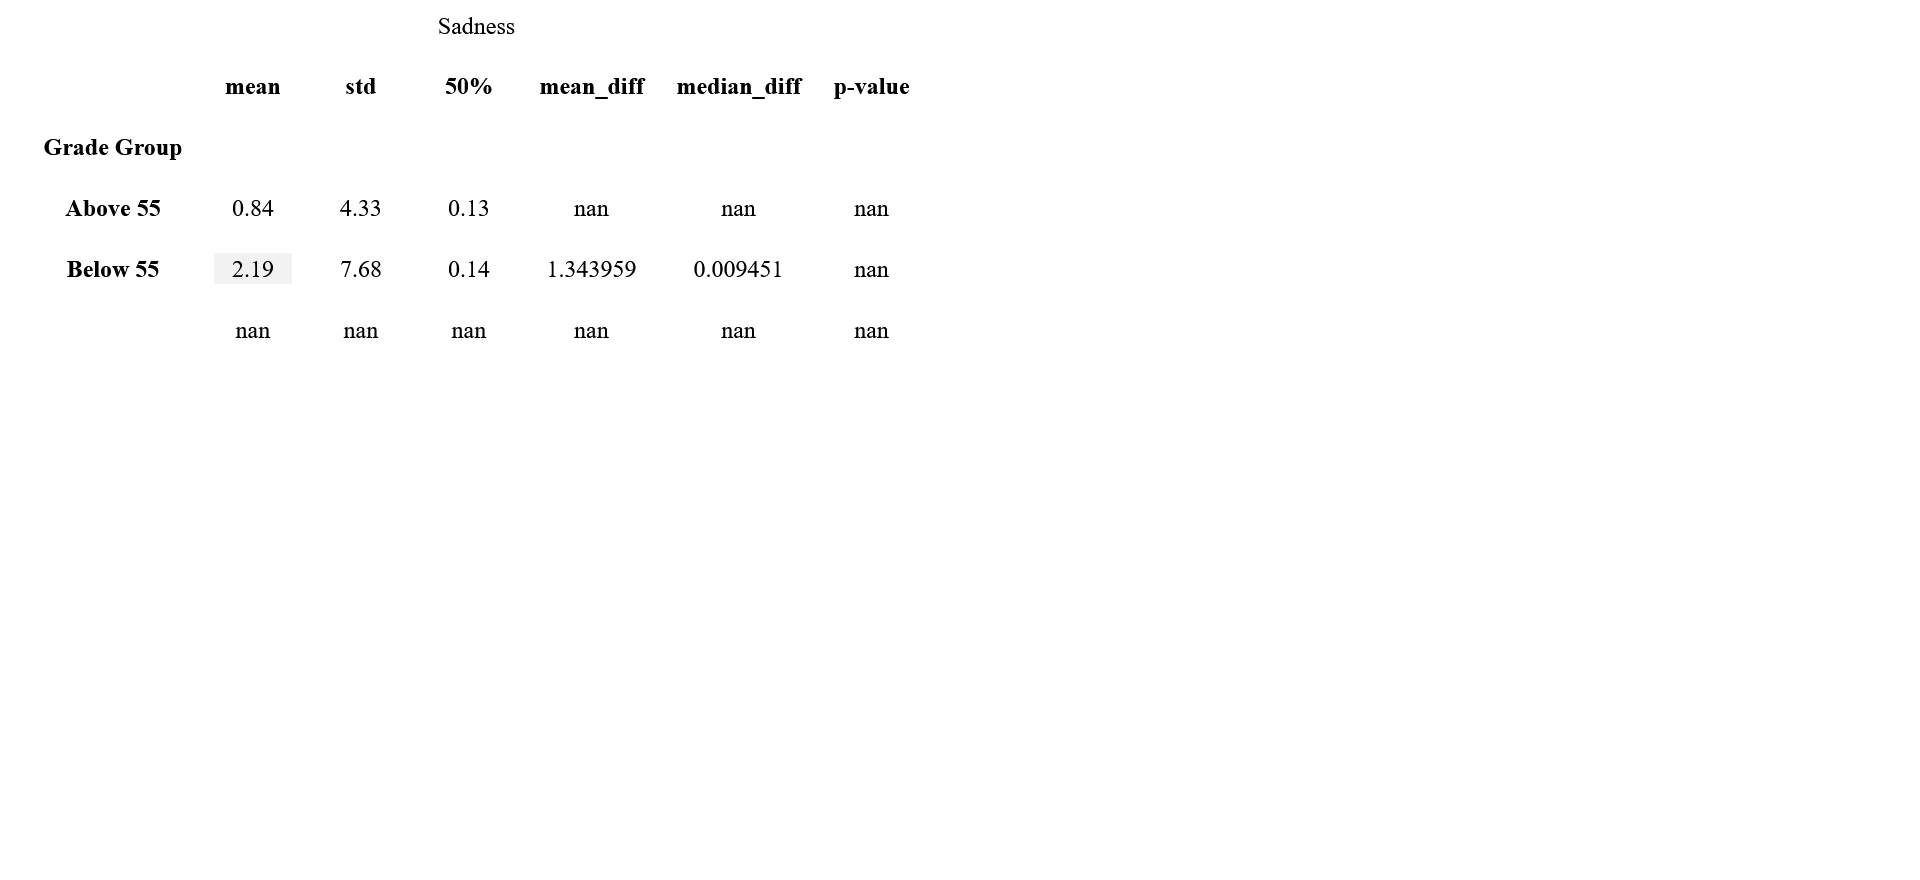 Sadness
mean std 50% mean_diff median_diff p-value
Grade Group
Above 55 0.84 4.33 0.13 nan nan nan
Below 55 2.19 7.68 0.14 1.343959 0.009451 nan
nan nan nan nan nan nan